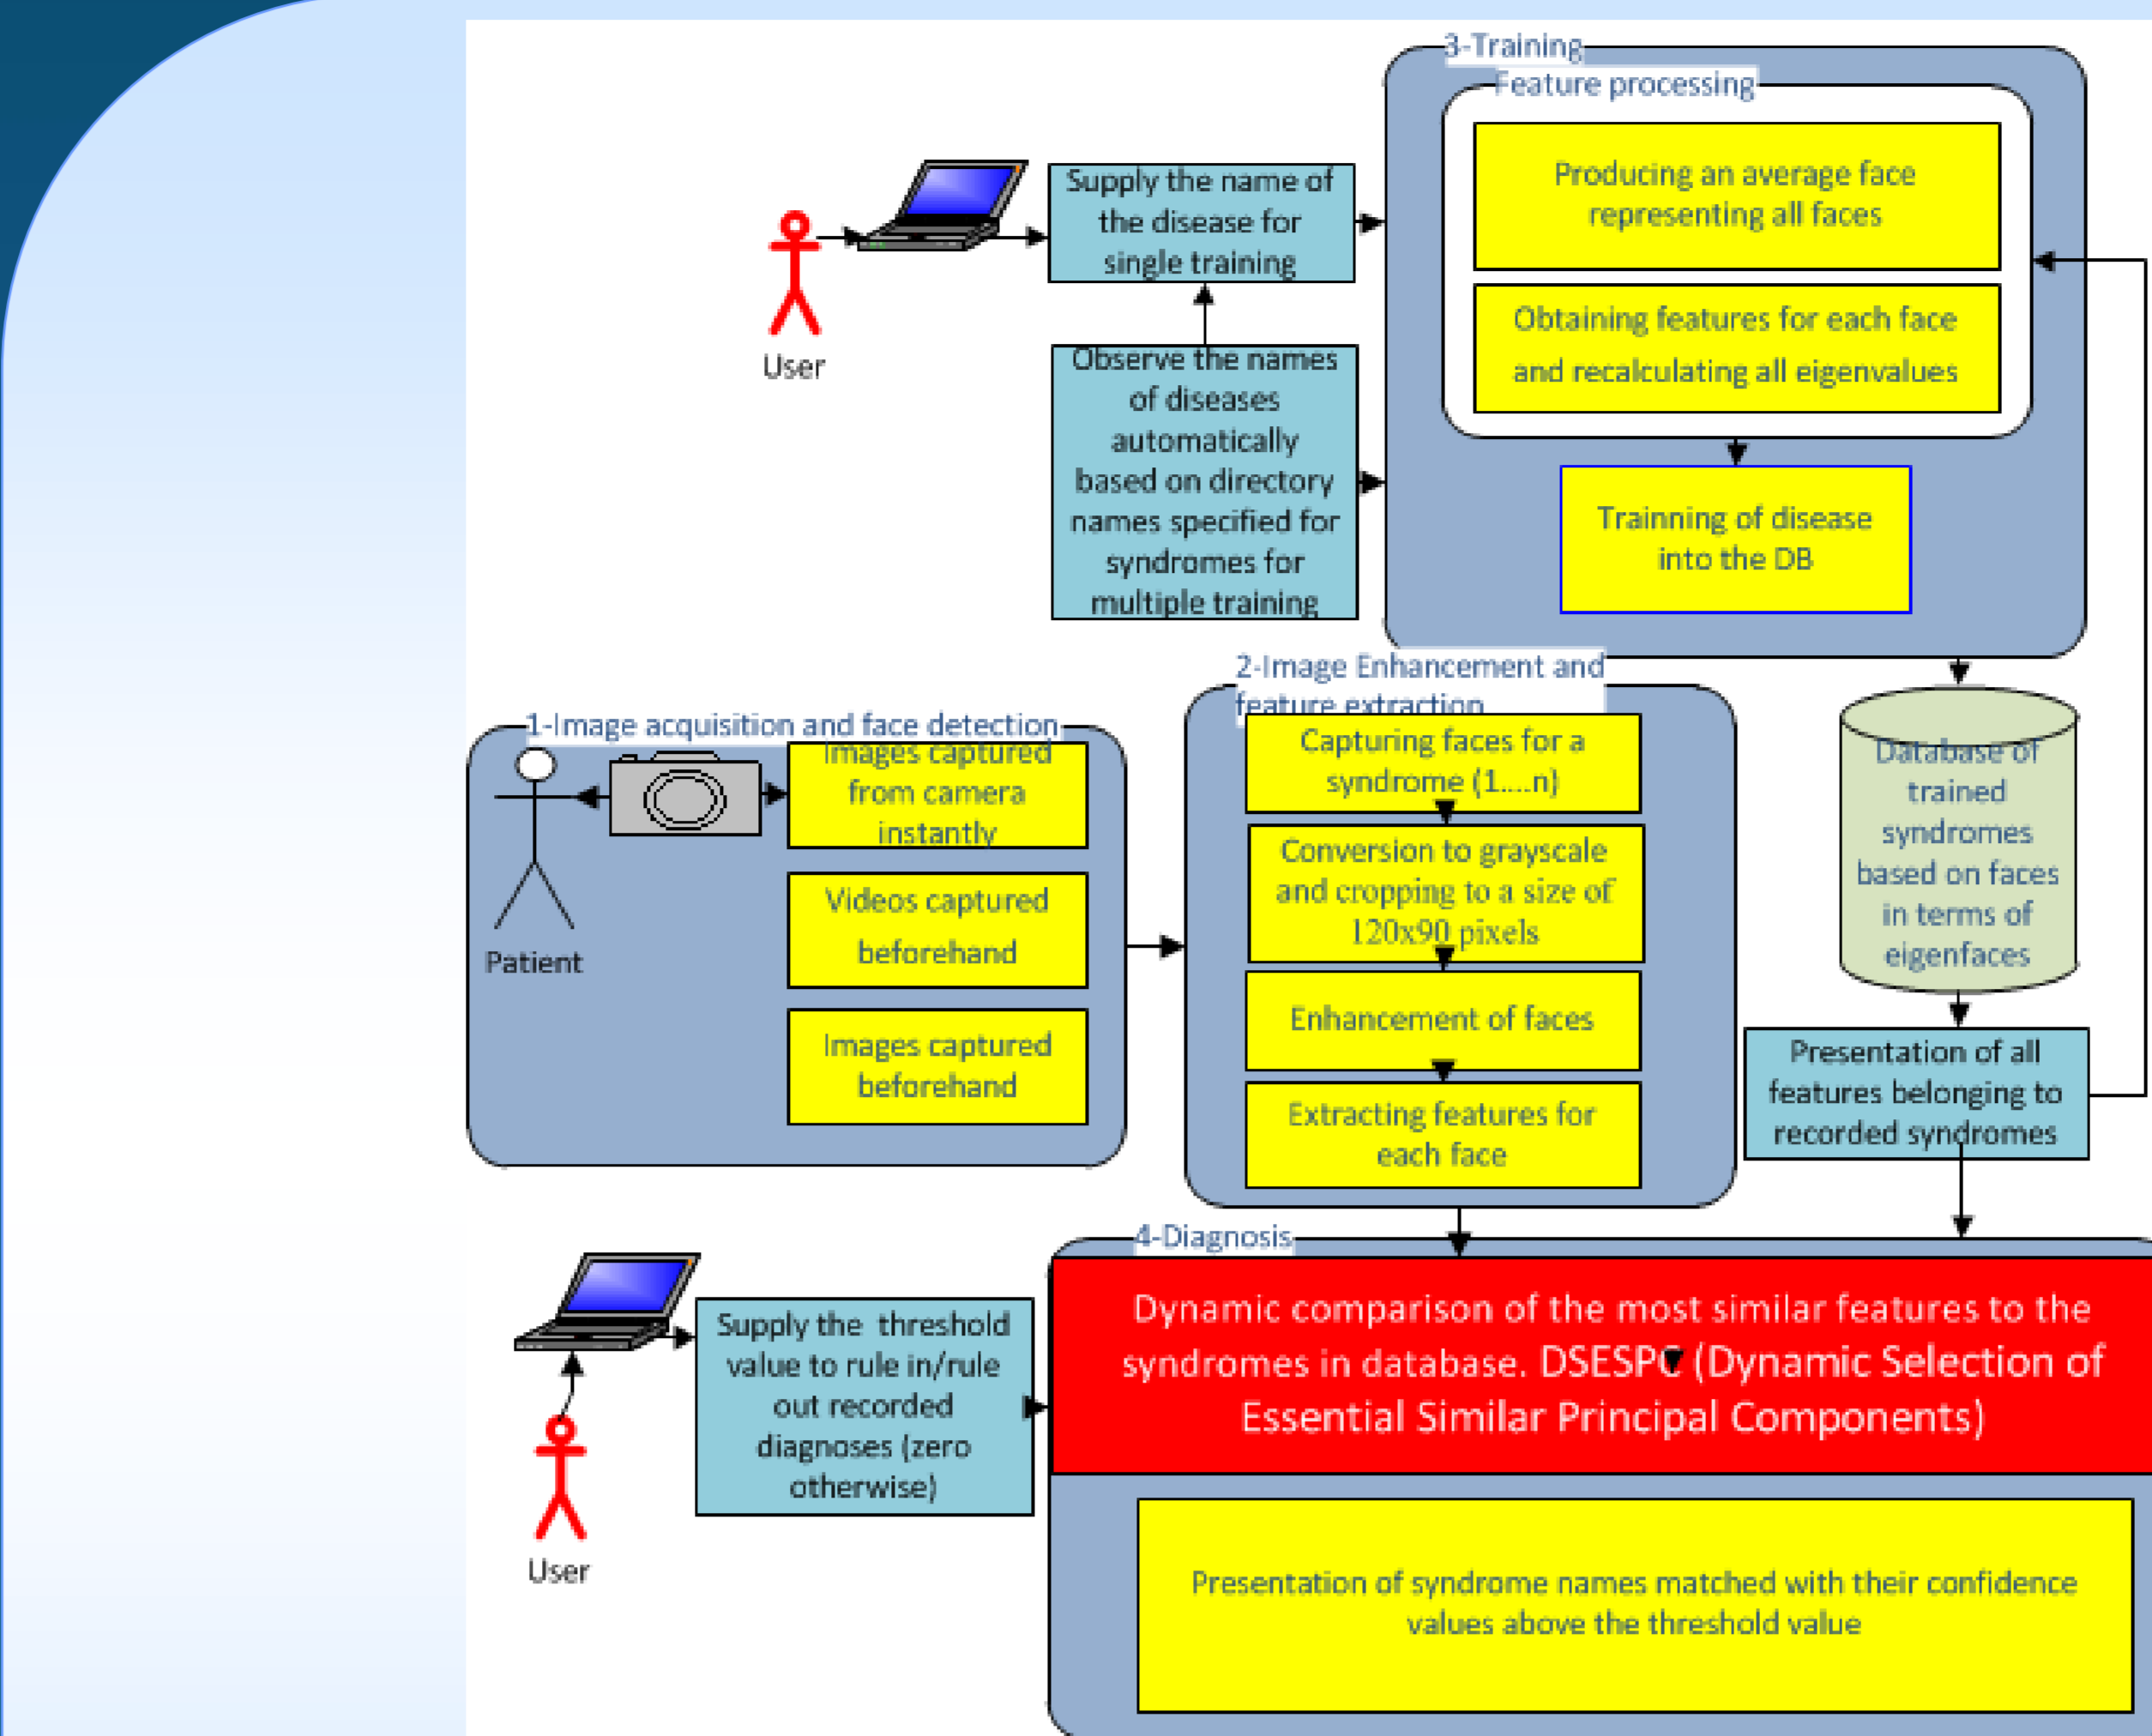 3-Training
Feature processing
Producing an average face
representing all faces
Obtaining features for each face
and recalculating all eigenvalues
Trainning of disease
into the DB
Supply the name of
the disease for
single training
User
Observe the names
of diseases
automatically
based on directory
names specified for
syndromes for
multiple training
1-Image acquisition and face detection
Images captured
from camera
instantly
Videos captured
beforehand
Images captured
beforehand
Patient
2-Image Enhancement and
feature extraction
Capturing faces for a
syndrome (1....n)
Conversion to grayscale
and cropping to a size of
120x90 pixels
Enhancement of faces
Extracting features for
each face
Database of
trained
syndromes
based on faces
in terms of
eigenfaces
Presentation of all
features belonging to
recorded syndromes
4-Diagnosis
Dynamic comparison of the most similar features to the
syndromes in database. DSESPC (Dynamic Selection of
Essential Similar Principal Components)
Presentation of syndrome names matched with their confidence
values above the threshold value
Supply the threshold
value to rule in/rule
out recorded
diagnoses (zero
otherwise)
User